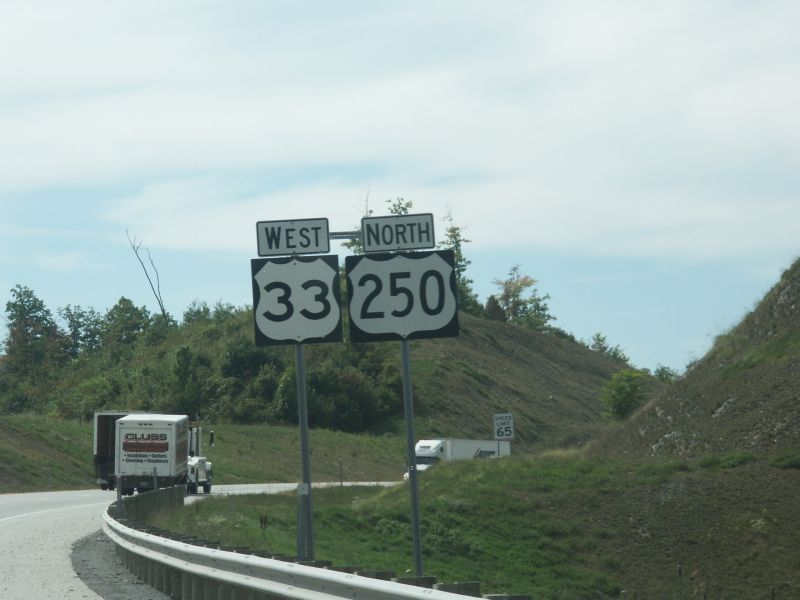 WEST
NORTH
33
250
SPEED
LIMIT
65
CLUSS